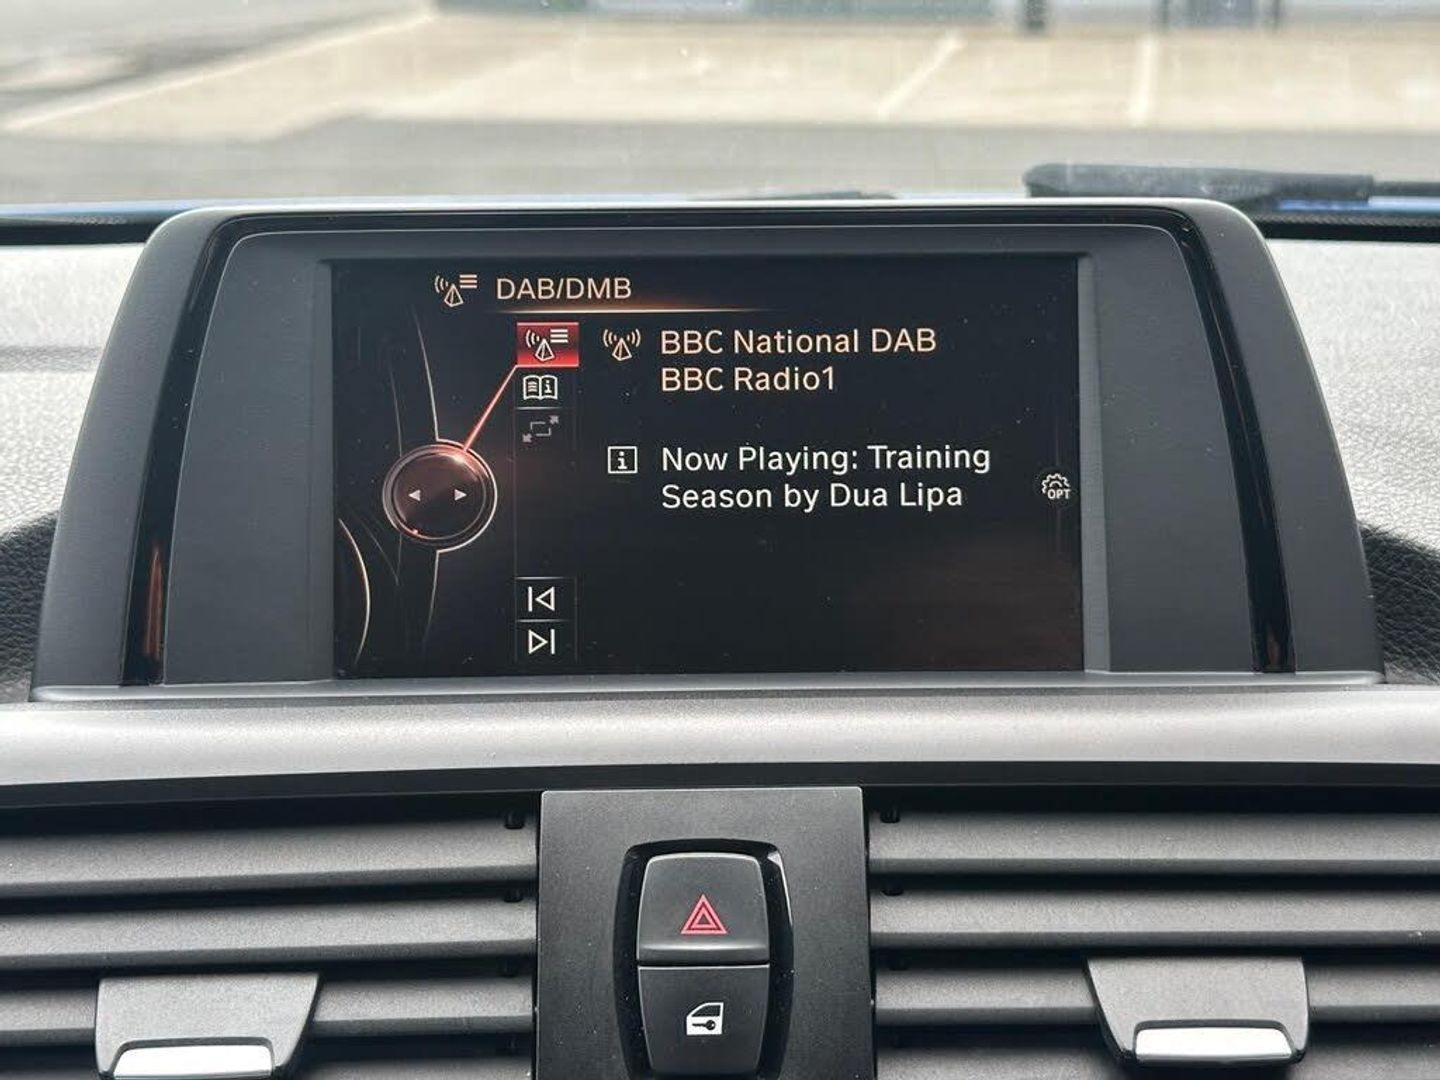 DAB/DMB
BBC National DAB
BBC Radio1
Now Playing: Training
Season by Dua Lipa
OPT